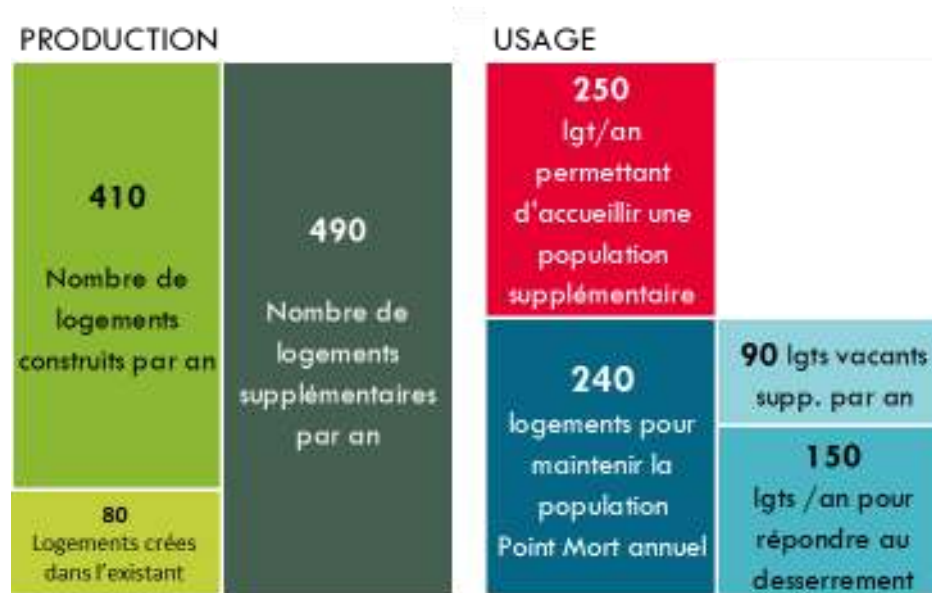 PRODUCTION
410
Nombre de
logements
construits par an
80
Logements crées
dans l'existant
490
Nombre de
logements
supplémentaires
par an
USAGE
250
lgt/an
permettant
d'accueillir une
population
supplémentaire
240
logements pour
maintenir la
population
Point Mort annuel
90 lgts vacants
supp. par an
150
lgts /an pour
répondre au
desserrement